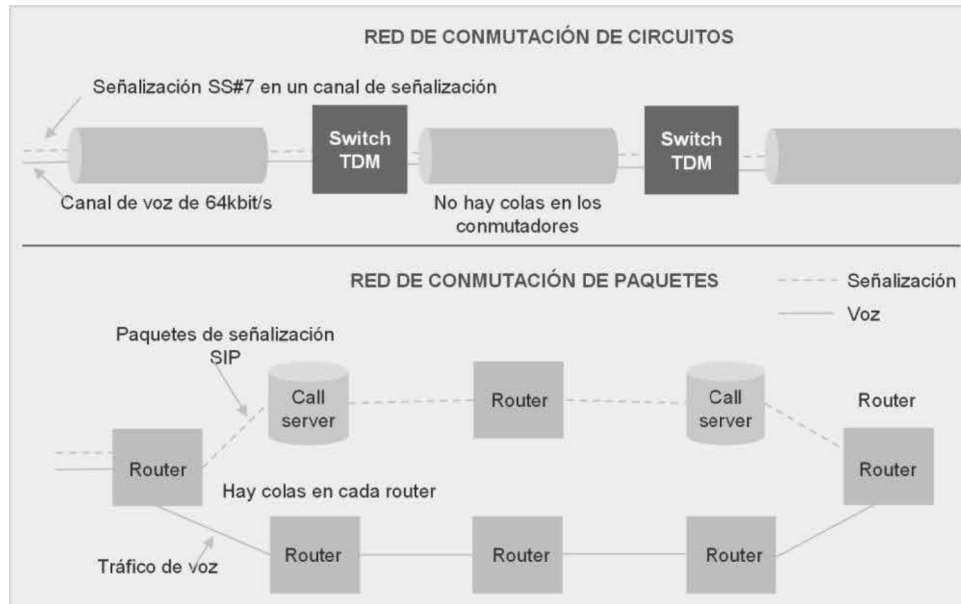 RED DE CONMUTACIÓN DE CIRCUITOS
Señalización SS#7 en un canal de señalización
Switch
TDM
Switch
TDM
Canal de voz de 64kbit/s
No hay colas en los
conmutadores
RED DE CONMUTACIÓN DE PAQUETES
Señalización
Voz
Paquetes de señalización
SIP
Call
server
Router
Call
server
Router
Router
Router
Hay colas en cada router
Router
Router
Router
Tráfico de voz